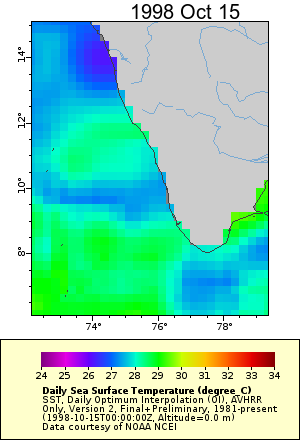 1998 Oct 15
14°
12°
10°
8°
74° 76° 78°
24 25 26 27 28 29 30 31 32 33 34
Daily Sea Surface Temperature (degree_C)
SST, Daily Optimum Interpolation (OI), AVHRR
Only, Version 2, Final+Preliminary, 1981-present
(1998-10-15T00:00:00Z, Altitude=0.0 m)
Data courtesy of NOAA NCEI